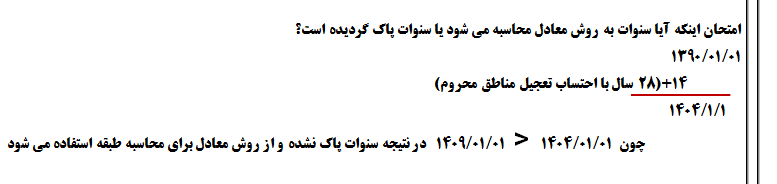 امتحان اینکه آیا سنوات به روش معادل محاسبه می شود یا سنوات پاک گردیده است؟
۱۳۹۰/۰۱/۰۱
۱۴+(۲۸ سال با احتساب تعجیل مناطق محروم)
۱۴۰۴/۱/۱
چون ۱۴۰۴/۰۱/۰۱ > ۱۴۰۹/۰۱/۰۱ در نتیجه سنوات پاک نشده و از روش معادل برای محاسبه طبقه استفاده می شود